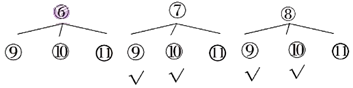 ⑥ ⑦ ⑧
⑨ ⑩ ⑪ ⑨ ⑩ ⑪ ⑨ ⑩ ⑪
√ √ √ √